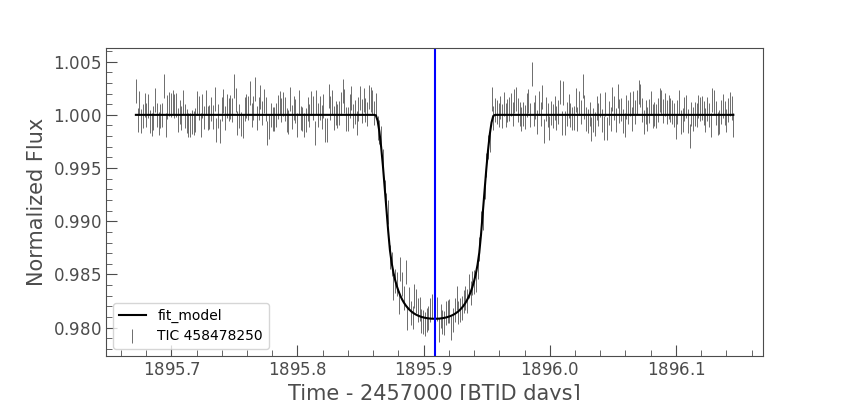 1.005
1.000
0.995
0.990
0.985
0.980
Normalized Flux
fit_model
TIC 458478250
1895.7 1895.8 1895.9 1896.0 1896.1
Time - 2457000 [BTJD days]